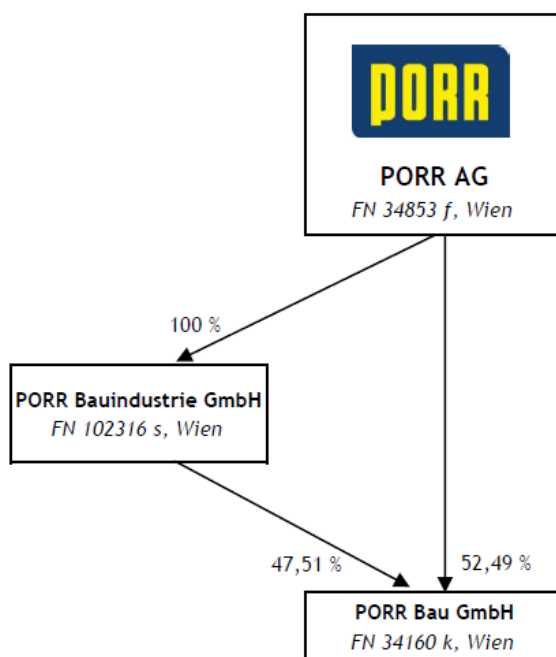 PORR
PORR AG
FN 34853 f, Wien
100 %
PORR Bauindustrie GmbH
FN 102316 s, Wien
47,51 %
52,49 %
PORR Bau GmbH
FN 34160 k, Wien